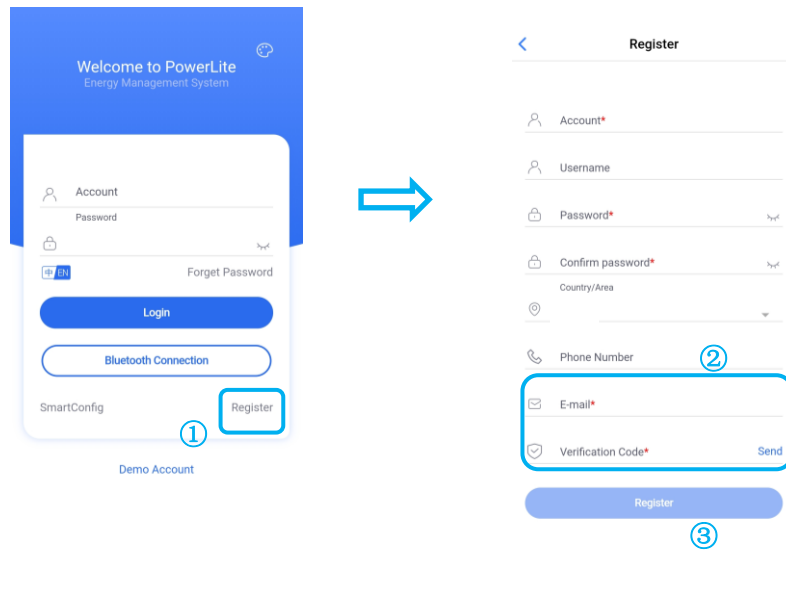 Welcome to PowerLite
Energy Management System
Account
Password
中/EN
Forget Password
Login
Bluetooth Connection
SmartConfig
Register
①
Demo Account
Register
Account*
Username
Password*
Confirm password*
Country/Area
Phone Number
②
E-mail*
Verification Code*
Send
Register
③